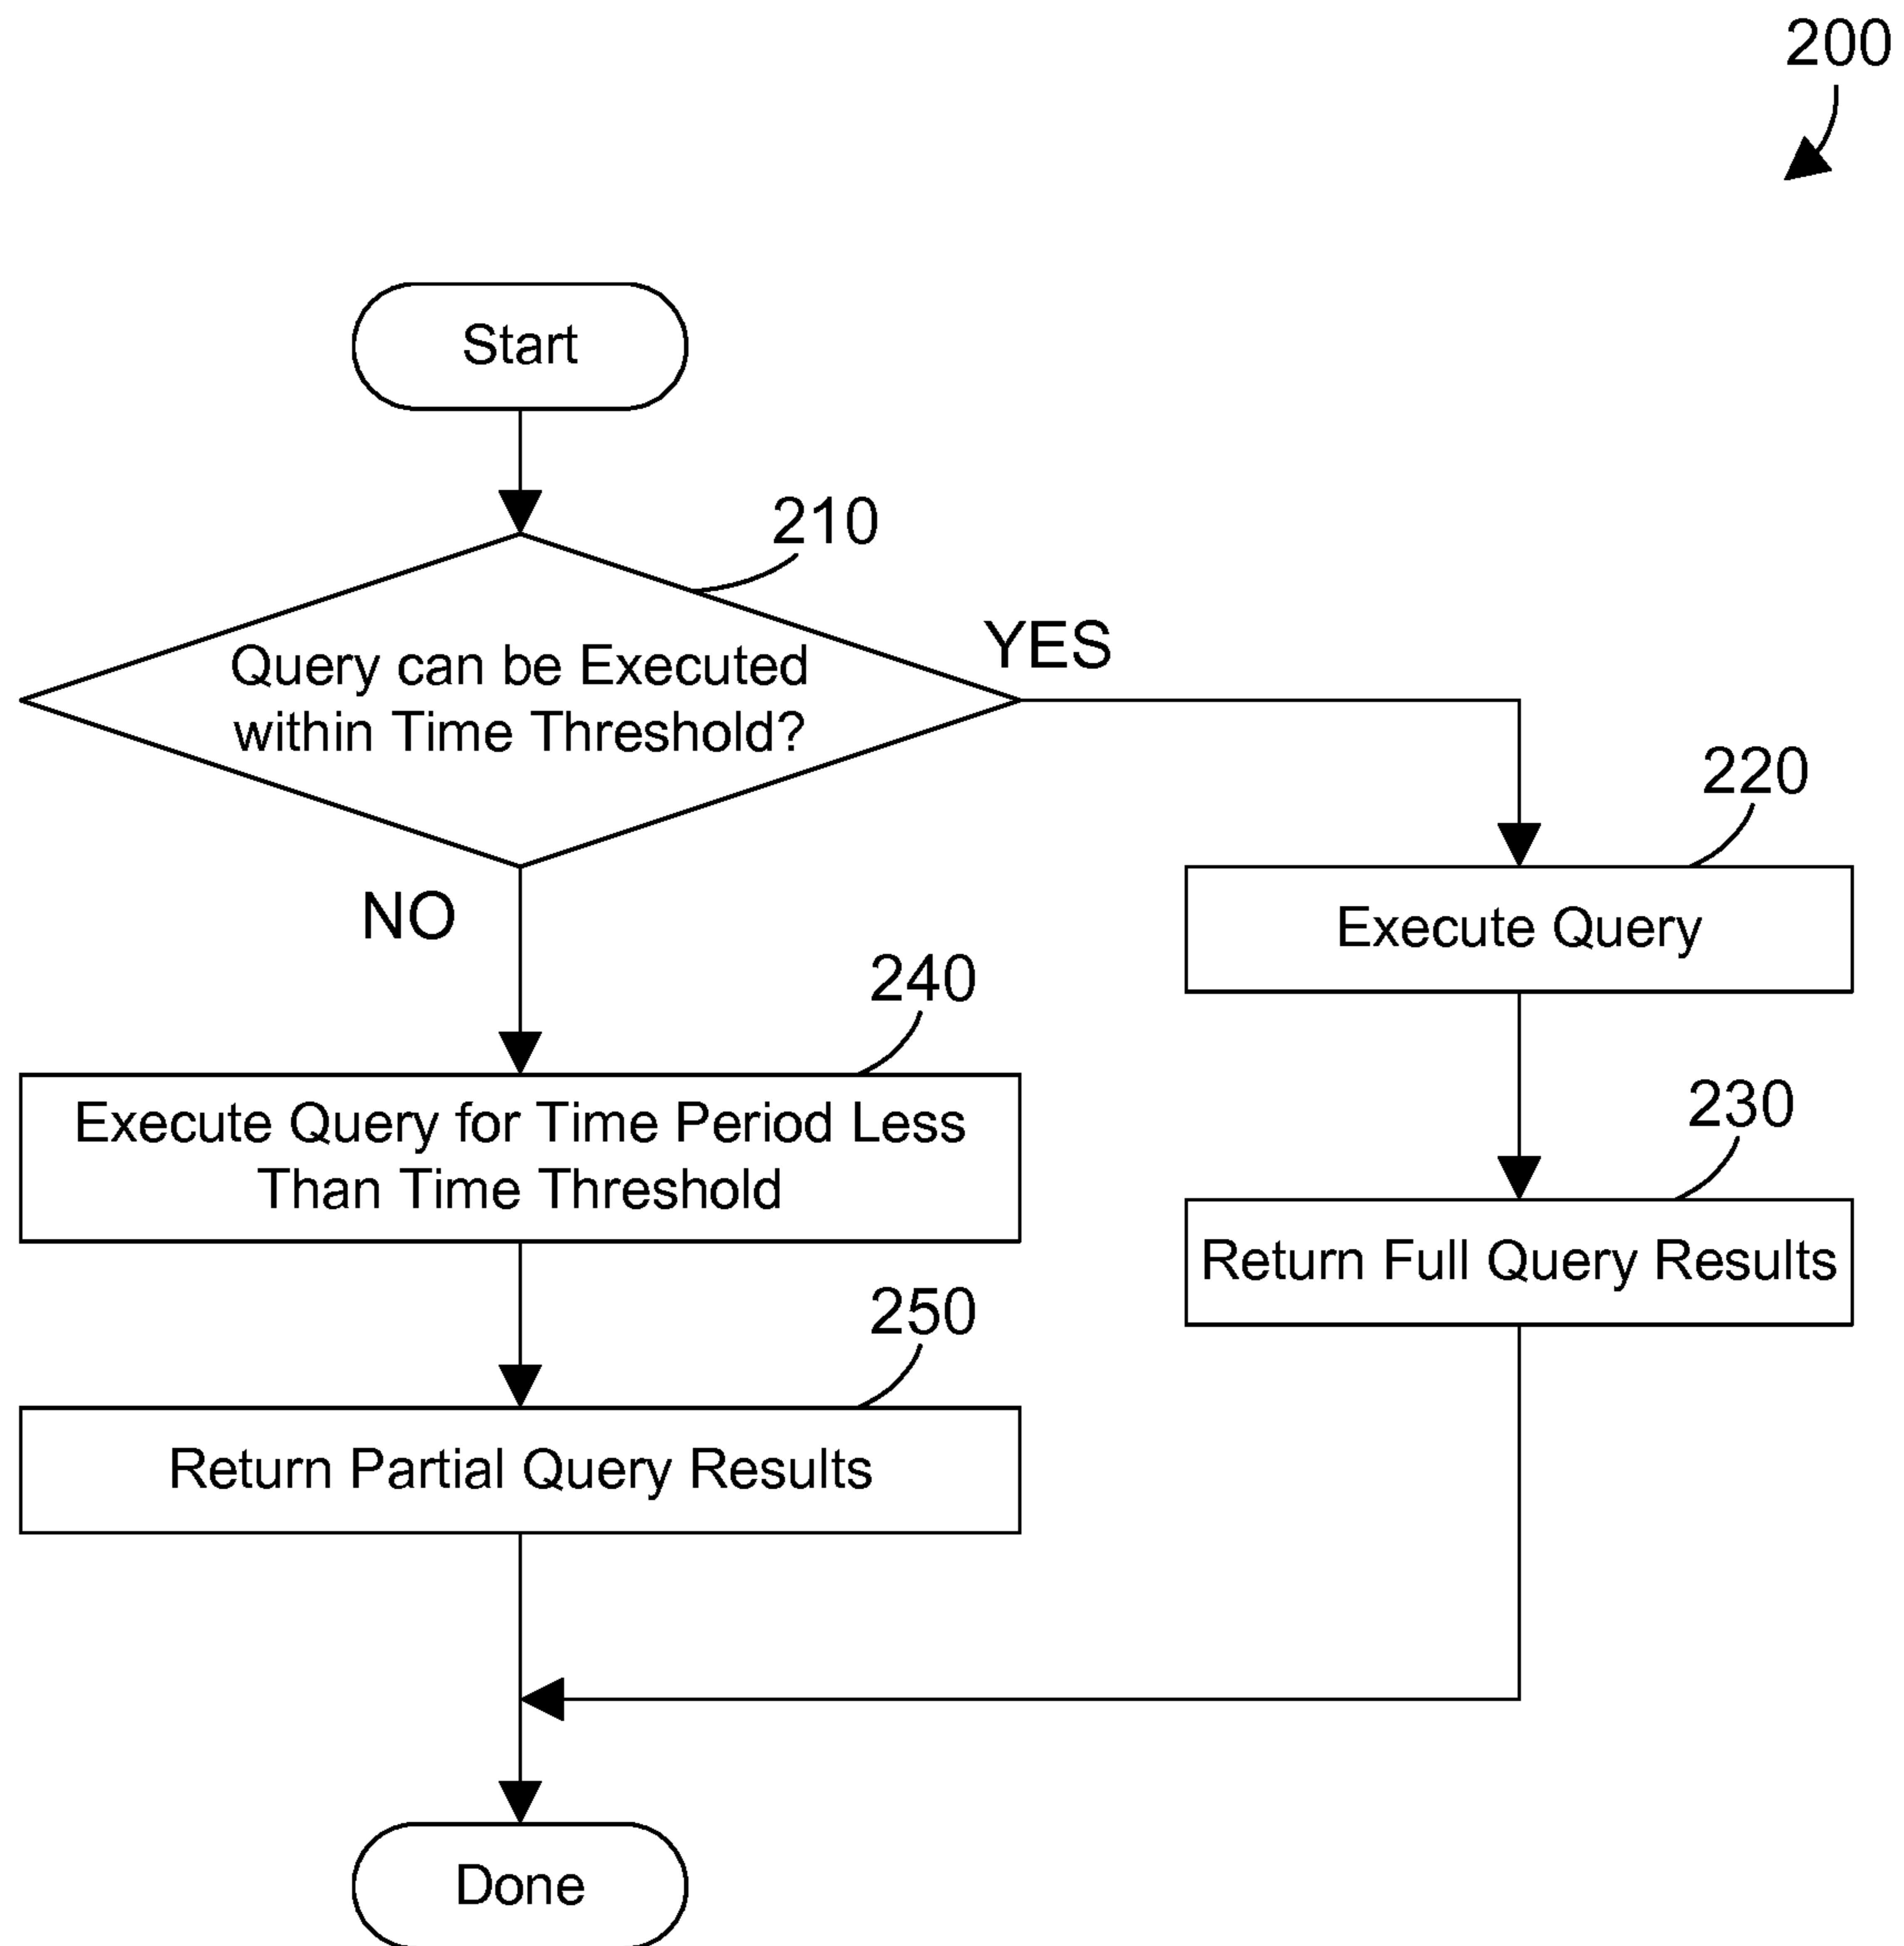 200
Start
210
Query can be Executed
within Time Threshold?
YES
220
Execute Query
NO
240
Execute Query for Time Period Less
Than Time Threshold
230
Return Full Query Results
250
Return Partial Query Results
Done